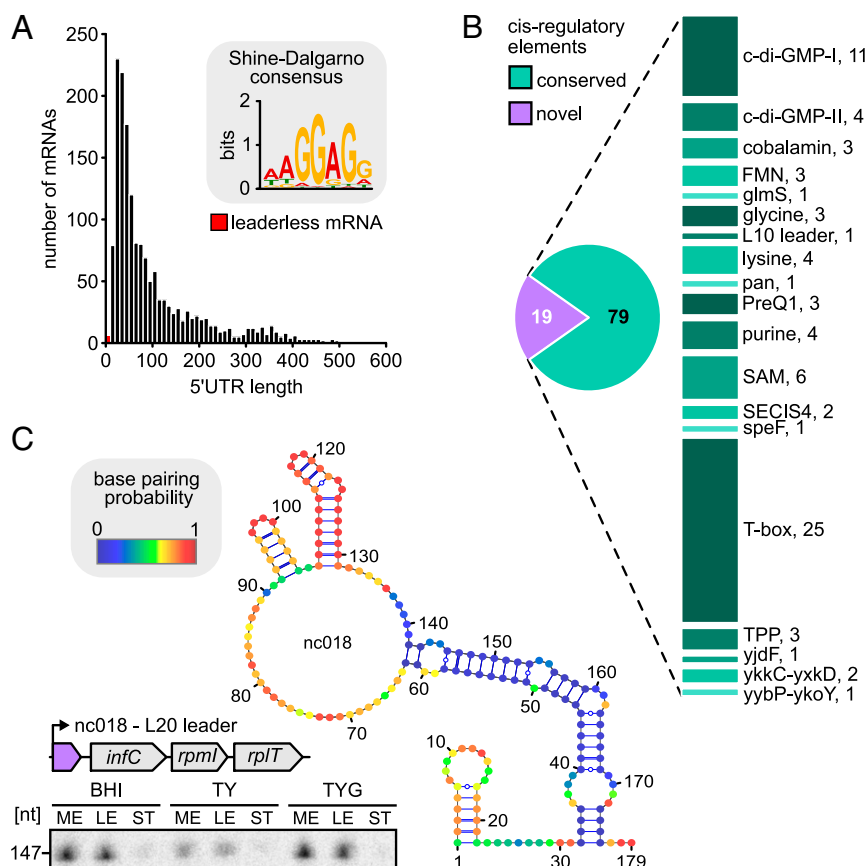 A
250
200
150
100
50
0
number of mRNAs
0 100 200 300 400 500 600
5'UTR length
Shine-Dalgarno
consensus
2
1
0
bits
AAGGAGG
leaderless mRNA
B
cis-regulatory
elements
conserved
novel
19
79
c-di-GMP-I, 11
c-di-GMP-II, 4
cobalamin, 3
FMN, 3
glmS, 1
glycine, 3
L10 leader, 1
lysine, 4
pan, 1
PreQ1, 3
purine, 4
SAM, 6
SECIS4, 2
speF, 1
T-box, 25
TPP, 3
yjdF, 1
ykkC-yxkD, 2
yybP-ykoY, 1
C
base pairing
probability
0 1
120
100
130
90
nc018
140
150
160
80
60
50
70
10
40
170
20
1
30
179
nc018 - L20 leader
infC rpmI rplT
BHI TY TYG
[nt] ME LE ST ME LE ST ME LE ST
147